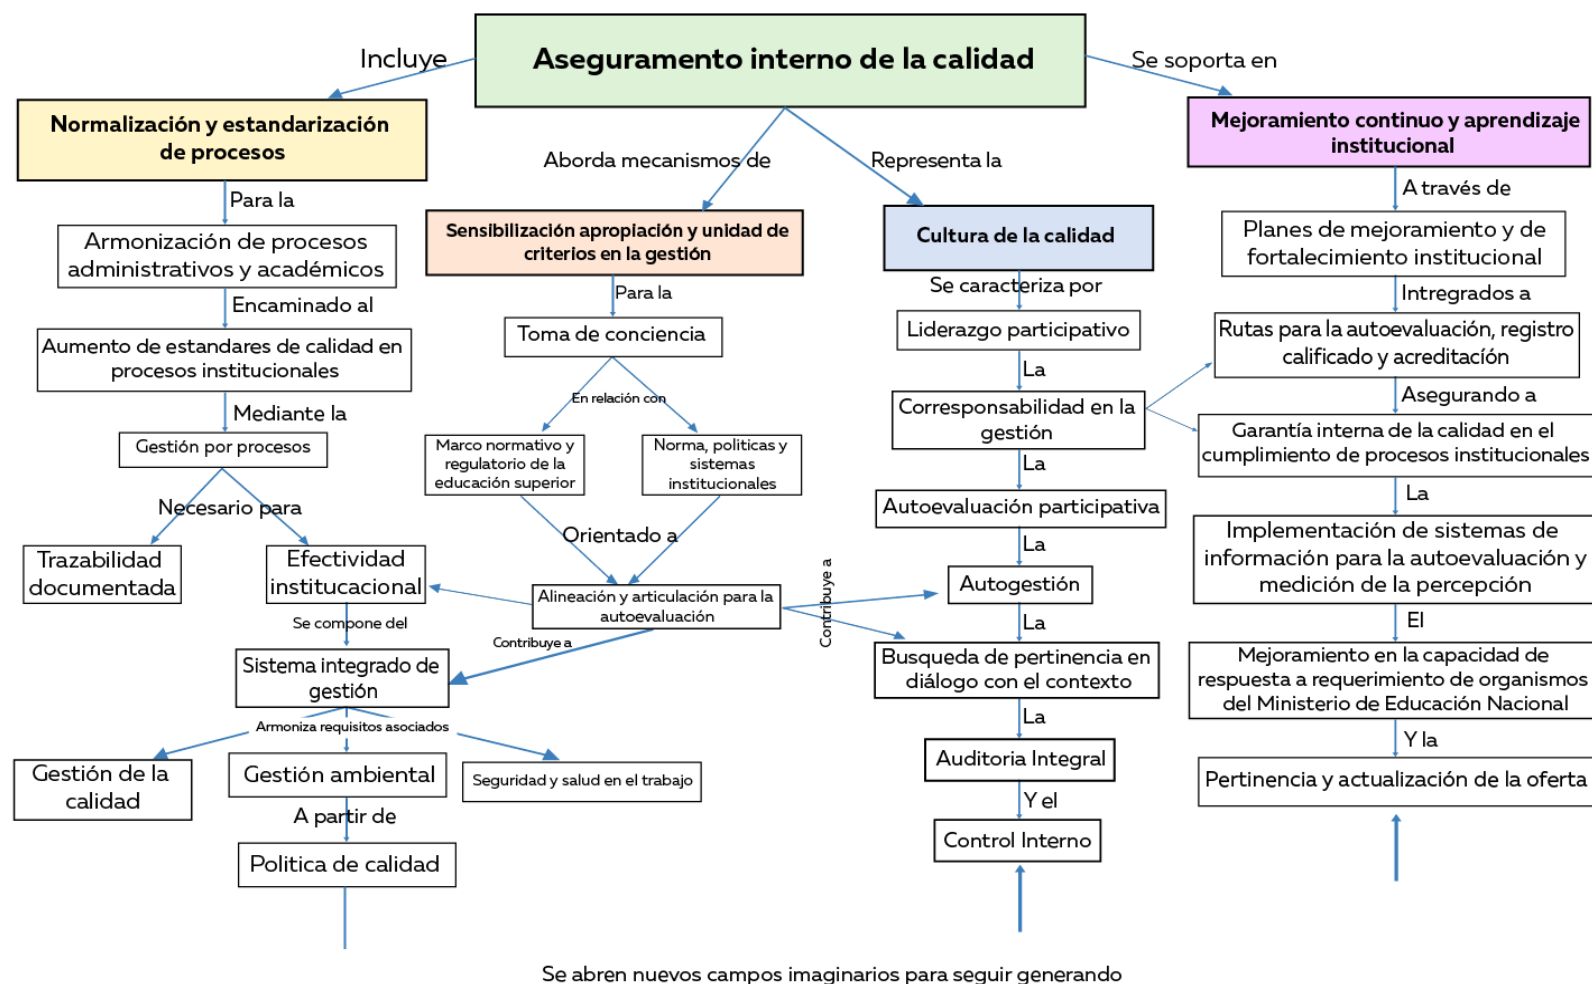 Aseguramento interno de la calidad
Incluye
Se soporta en
Normalización y estandarización
de procesos
Para la
Armonización de procesos
administrativos y académicos
Encaminado al
Aumento de estandares de calidad en
procesos institucionales
Mediante la
Gestión por procesos
Necesario para
Trazabilidad
documentada
Efectividad
institucacional
Se compone del
Sistema integrado de
gestión
Armoniza requisitos asociados
Gestión de la
calidad
Gestión ambiental
Seguridad y salud en el trabajo
A partir de
Politica de calidad
Aborda mecanismos de
Sensibilización apropiación y unidad de
criterios en la gestión
Para la
Toma de conciencia
En relación con
Marco normativo y
regulatorio de la
educación superior
Norma, politicas y
sistemas
institucionales
Orientado a
Alineación y articulación para la
autoevaluación
Contribuye a
Contribuye a
Representa la
Cultura de la calidad
Se caracteriza por
Liderazgo participativo
La
Corresponsabilidad en la
gestión
La
Autoevaluación participativa
La
Autogestión
La
Busqueda de pertinencia en
diálogo con el contexto
La
Auditoria Integral
Y el
Control Interno
Mejoramiento continuo y aprendizaje
institucional
A través de
Planes de mejoramiento y de
fortalecimiento institucional
Intregrados a
Rutas para la autoevaluación, registro
calificado y acreditacíón
Asegurando a
Garantía interna de la calidad en el
cumplimiento de procesos institucionales
La
Implementación de sistemas de
información para la autoevaluación y
medición de la percepción
El
Mejoramiento en la capacidad de
respuesta a requerimiento de organismos
del Ministerio de Educación Nacional
Y la
Pertinencia y actualización de la oferta
Se abren nuevos campos imaginarios para seguir generando